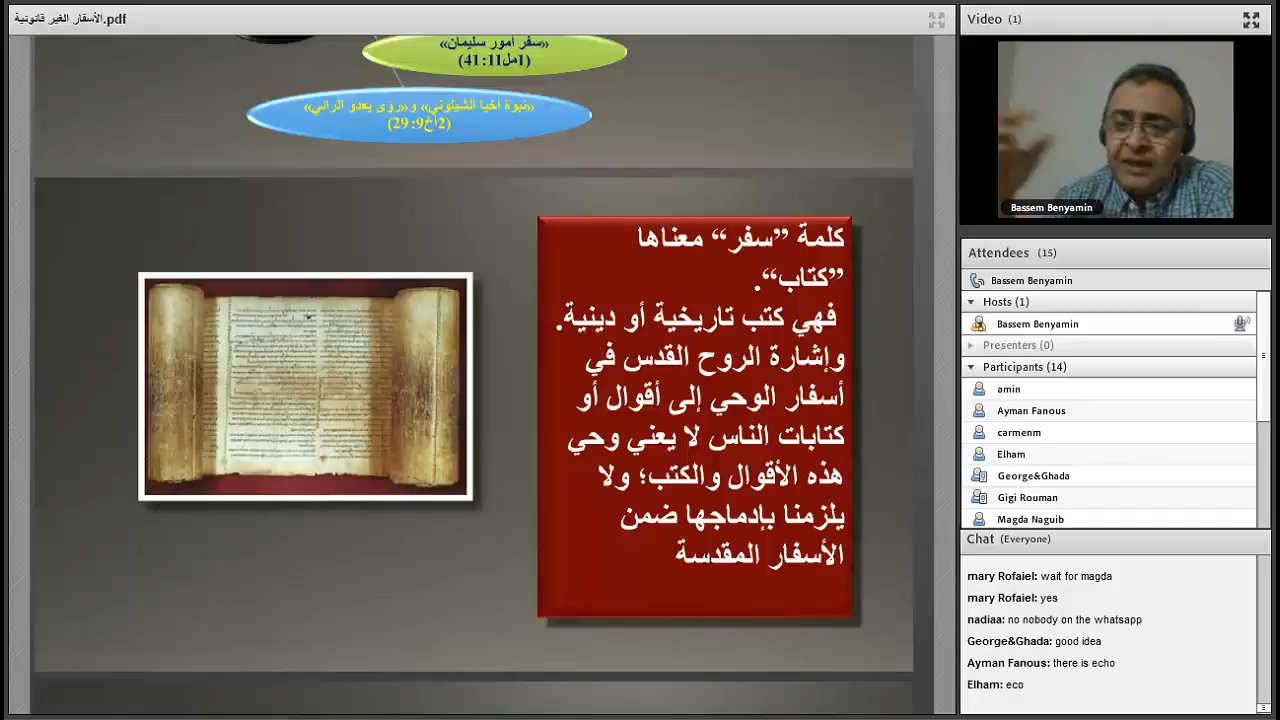 الأسفار الغير قانونية.pdf
«سفر أمور سليمان»
(1مل11: 41)
«نبوة أخيا الشيلوني» و«رؤى يعدو الرائي»
(2أخ9: 29)
كلمة ”سفر“ معناها
”كتاب“.
فهي كتب تاريخية أو دينية.
وإشارة الروح القدس في
أسفار الوحي إلى أقوال أو
كتابات الناس لا يعني وحي
هذه الأقوال والكتب؛ ولا
يلزمنا بإدماجها ضمن
الأسفار المقدسة
Video (1)
Bassem Benyamin
Attendees (15)
Bassem Benyamin
Hosts (1)
Bassem Benyamin
Presenters (0)
Participants (14)
amin
Ayman Fanous
carmenm
Elham
George&Ghada
Gigi Rouman
Magda Naguib
Chat (Everyone)
mary Rofaiel: wait for magda
mary Rofaiel: yes
nadiaa: no nobody on the whatsapp
George&Ghada: good idea
Ayman Fanous: there is echo
Elham: eco